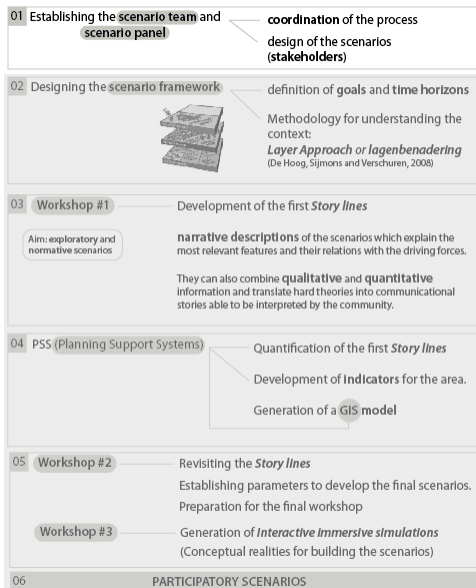 01 Establishing the scenario team and
scenario panel
coordination of the process
design of the scenarios
(stakeholders)
02 Designing the scenario framework
definition of goals and time horizons
Methodology for understanding the
context:
Layer Approach or lagenbenadering
(De Hoog, Sijmons and Verschuren, 2008)
03 Workshop #1
Development of the first Story lines
Aim: exploratory and
normative scenarios
narrative descriptions of the scenarios which explain the
most relevant features and their relations with the driving forces.
They can also combine qualitative and quantitative
information and translate hard theories into communicational
stories able to be interpreted by the community.
04 PSS (Planning Support Systems)
Quantification of the first Story lines
Development of indicators for the area.
Generation of a GIS model
05 Workshop #2
Revisiting the Story lines
Establishing parameters to develop the final scenarios.
Preparation for the final workshop
Workshop #3
Generation of Interactive Immersive simulations
(Conceptual realities for building the scenarios)
06 PARTICIPATORY SCENARIOS